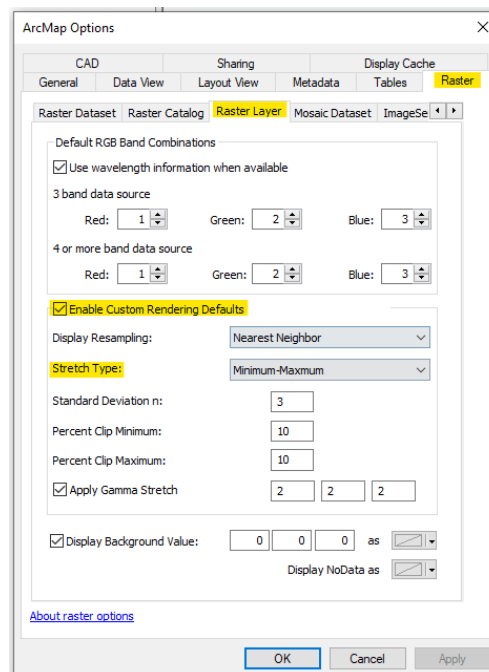 ArcMap Options
CAD Sharing Display Cache
General Data View Layout View Metadata Tables Raster
Raster Dataset Raster Catalog Raster Layer Mosaic Dataset ImageSe
Default RGB Band Combinations
Use wavelength information when available
3 band data source
Red: 1 Green: 2 Blue: 3
4 or more band data source
Red: 1 Green: 2 Blue: 3
Enable Custom Rendering Defaults
Display Resampling: Nearest Neighbor
Stretch Type: Minimum-Maxmum
Standard Deviation n: 3
Percent Clip Minimum: 10
Percent Clip Maximum: 10
Apply Gamma Stretch 2 2 2
Display Background Value: 0 0 0 as
Display NoData as
About raster options
OK Cancel Apply